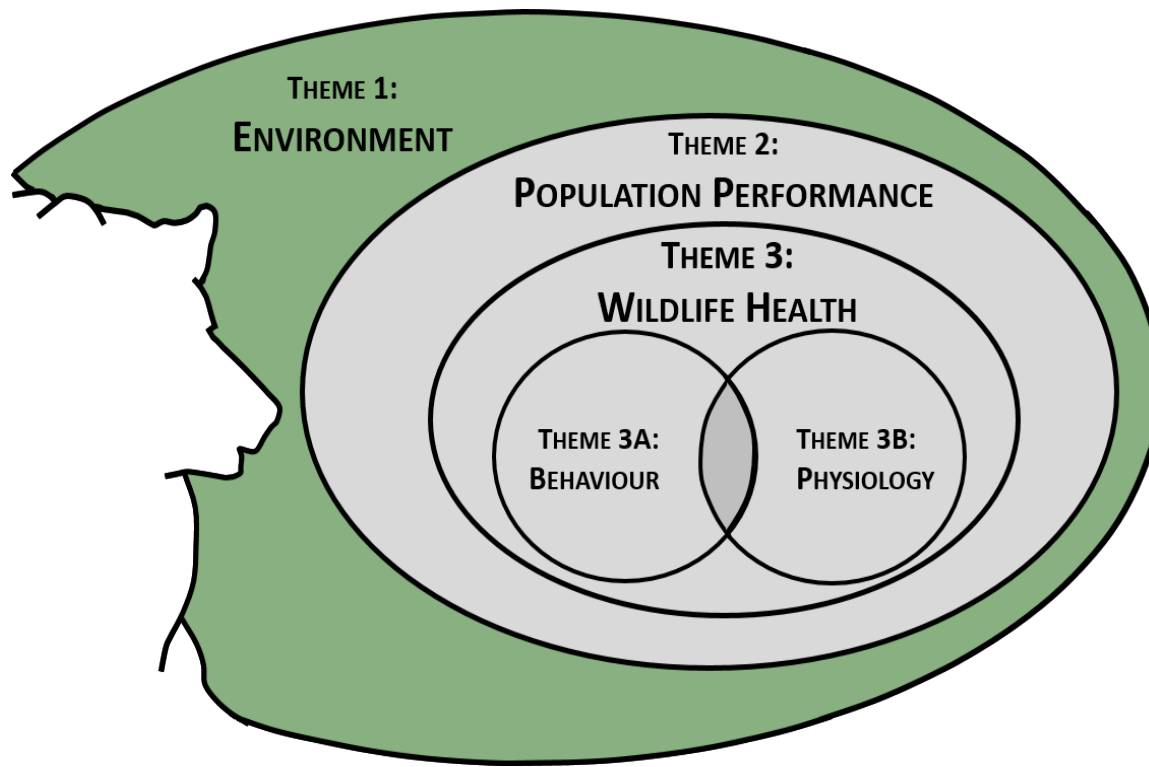 Theme 1:
Environment
Theme 2:
Population Performance
Theme 3:
Wildlife Health
Theme 3A:
Behaviour
Theme 3B:
Physiology